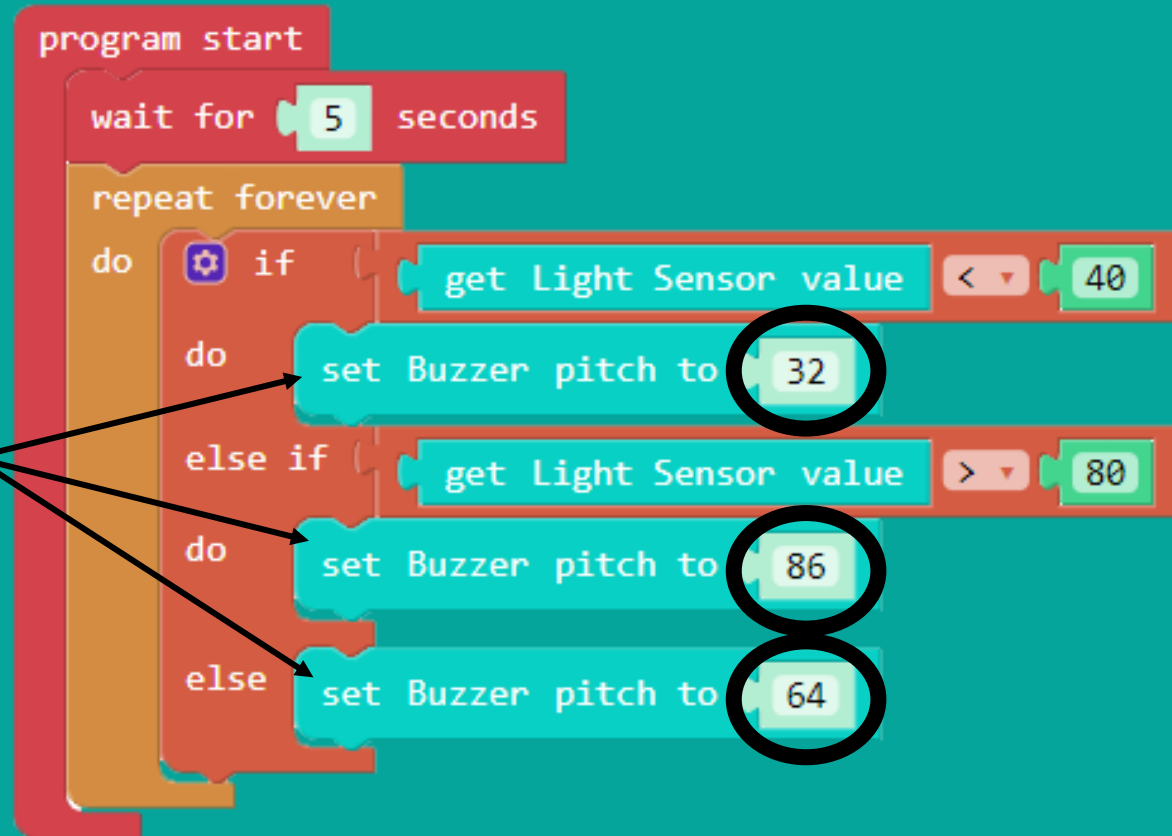 program start
wait for 5 seconds
repeat forever
do if get Light Sensor value < 40
do set Buzzer pitch to 32
else if get Light Sensor value > 80
do set Buzzer pitch to 86
else set Buzzer pitch to 64